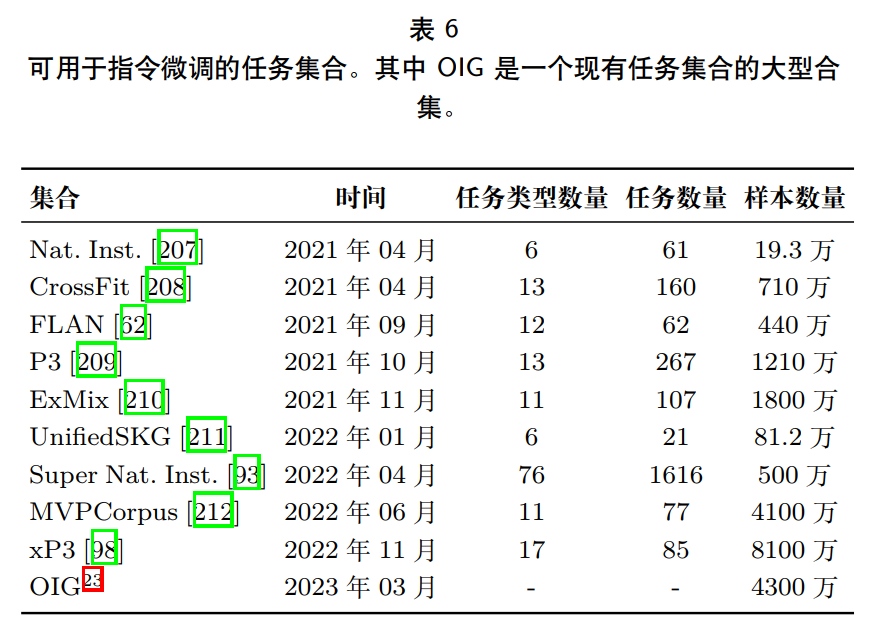 表 6
可用于指令微调的任务集合。其中 OIG 是一个现有任务集合的大型合
集。
集合 时间 任务类型数量 任务数量 样本数量
Nat. Inst. [207] 2021 年 04 月 6 61 19.3 万
CrossFit [208] 2021 年 04 月 13 160 710 万
FLAN [62] 2021 年 09 月 12 62 440 万
P3 [209] 2021 年 10 月 13 267 1210 万
ExMix [210] 2021 年 11 月 11 107 1800 万
UnifiedSKG [211] 2022 年 01 月 6 21 81.2 万
Super Nat. Inst. [93] 2022 年 04 月 76 1616 500 万
MVPCorpus [212] 2022 年 06 月 11 77 4100 万
xP3 [98] 2022 年 11 月 17 85 8100 万
OIG23 2023 年 03 月 - - 4300 万